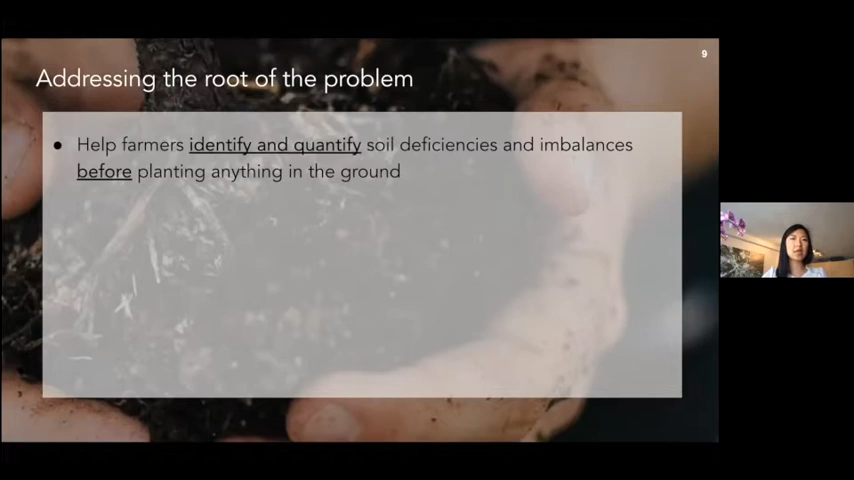 9
Addressing the root of the problem
● Help farmers identify and quantify soil deficiencies and imbalances
before planting anything in the ground